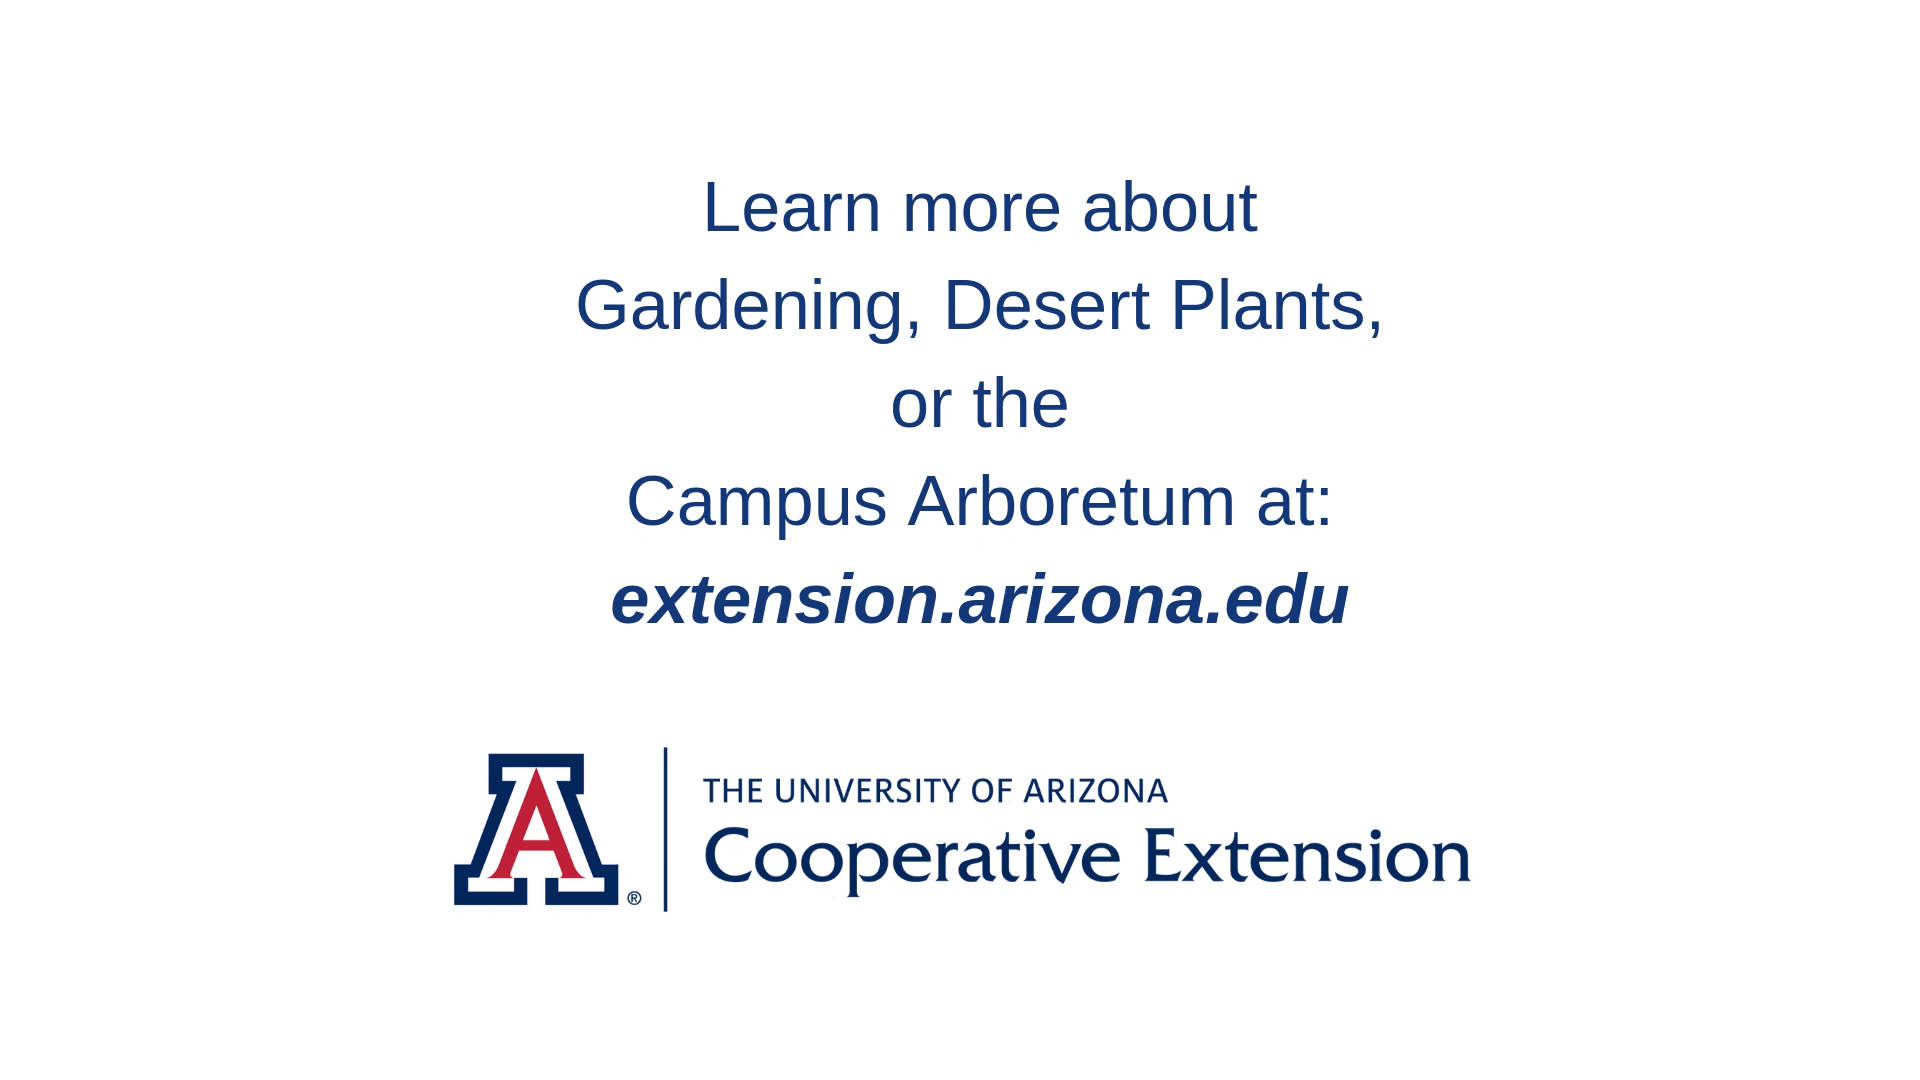 Learn more about
Gardening, Desert Plants,
or the
Campus Arboretum at:
extension.arizona.edu
A ®
THE UNIVERSITY OF ARIZONA
Cooperative Extension